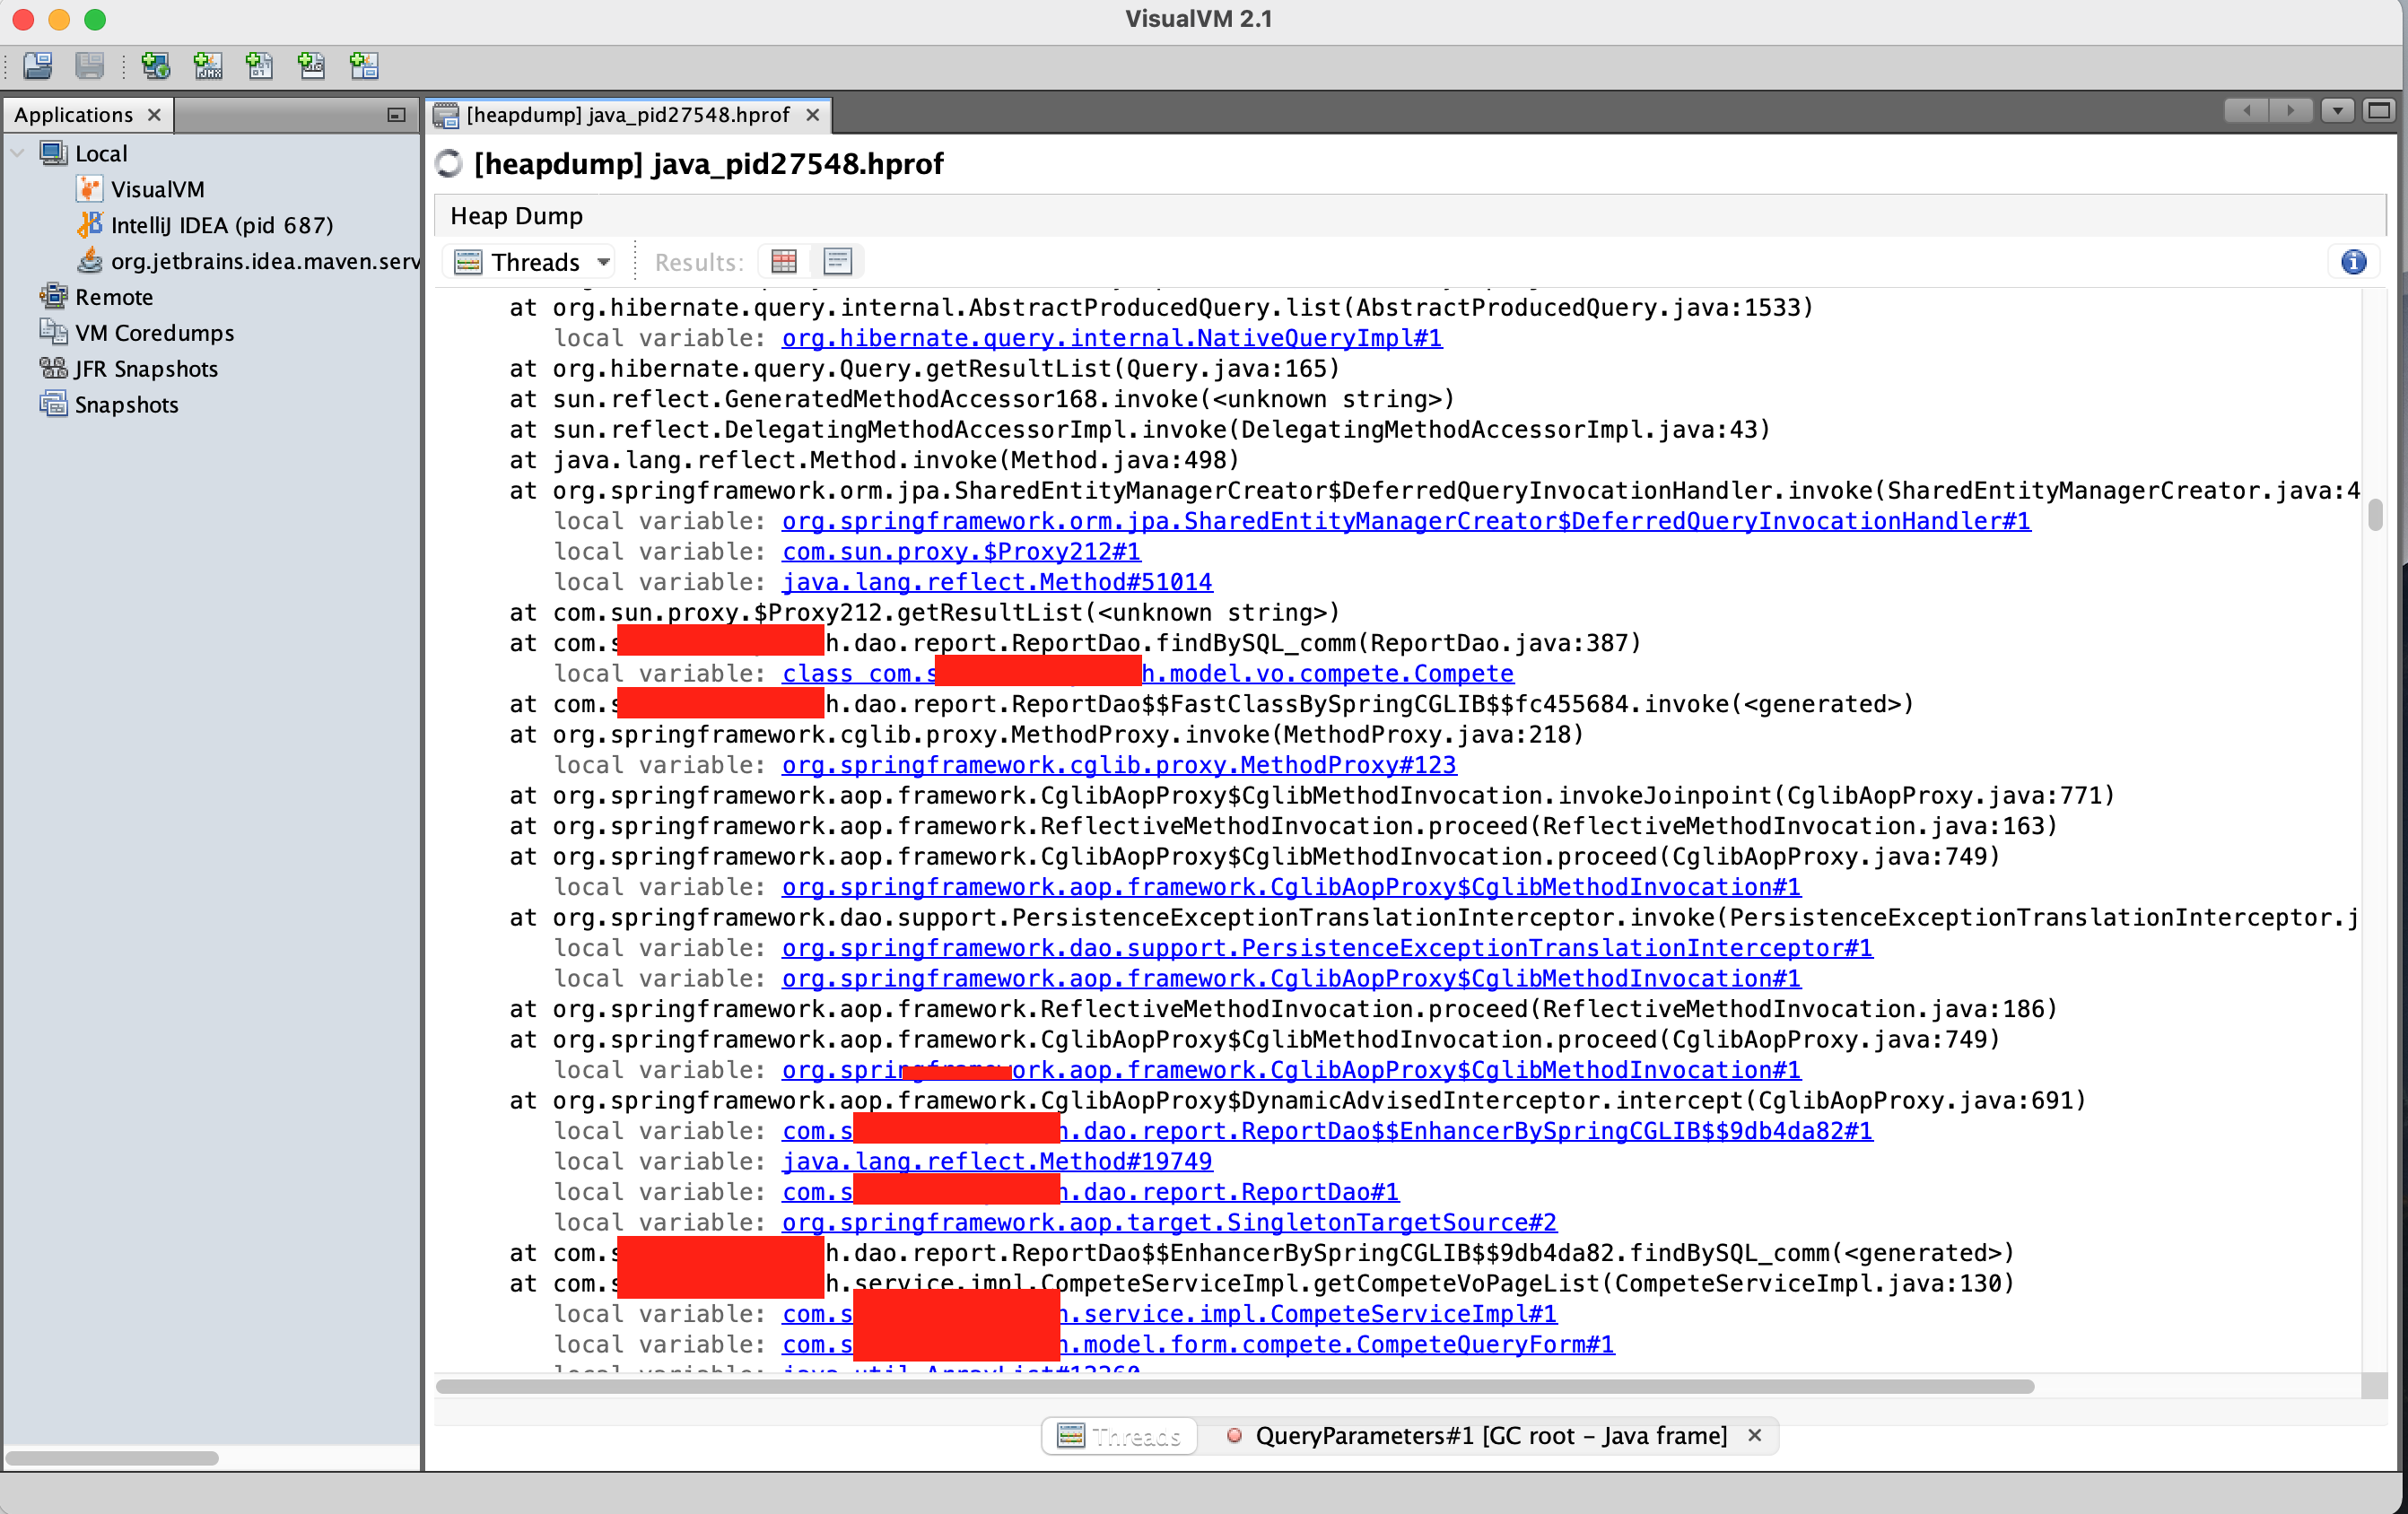 VisualVM 2.1
Applications
[heapdump] java_pid27548.hprof
Local
VisualVM
IntelliJ IDEA (pid 687)
org.jetbrains.idea.maven.serv
Remote
VM Coredumps
JFR Snapshots
Snapshots
[heapdump] java_pid27548.hprof
Heap Dump
Threads Results:
at org.hibernate.query.internal.AbstractProducedQuery.list(AbstractProducedQuery.java:1533)
local variable: org.hibernate.query.internal.NativeQueryImpl#1
at org.hibernate.query.Query.getResultList(Query.java:165)
at sun.reflect.GeneratedMethodAccessor168.invoke(<unknown string>)
at sun.reflect.DelegatingMethodAccessorImpl.invoke(DelegatingMethodAccessorImpl.java:43)
at java.lang.reflect.Method.invoke(Method.java:498)
at org.springframework.orm.jpa.SharedEntityManagerCreator$DeferredQueryInvocationHandler.invoke(SharedEntityManagerCreator.java:4
local variable: org.springframework.orm.jpa.SharedEntityManagerCreator$DeferredQueryInvocationHandler#1
local variable: com.sun.proxy.$Proxy212#1
local variable: java.lang.reflect.Method#51014
at com.sun.proxy.$Proxy212.getResultList(<unknown string>)
at com.s h.dao.report.ReportDao.findBySQL_comm(ReportDao.java:387)
local variable: class com.s h.model.vo.compete.Compete
at com.s h.dao.report.ReportDao$$FastClassBySpringCGLIB$$fc455684.invoke(<generated>)
at org.springframework.cglib.proxy.MethodProxy.invoke(MethodProxy.java:218)
local variable: org.springframework.cglib.proxy.MethodProxy#123
at org.springframework.aop.framework.CglibAopProxy$CglibMethodInvocation.invokeJoinpoint(CglibAopProxy.java:771)
at org.springframework.aop.framework.ReflectiveMethodInvocation.proceed(ReflectiveMethodInvocation.java:163)
at org.springframework.aop.framework.CglibAopProxy$CglibMethodInvocation.proceed(CglibAopProxy.java:749)
local variable: org.springframework.aop.framework.CglibAopProxy$CglibMethodInvocation#1
at org.springframework.dao.support.PersistenceExceptionTranslationInterceptor.invoke(PersistenceExceptionTranslationInterceptor.j
local variable: org.springframework.dao.support.PersistenceExceptionTranslationInterceptor#1
local variable: org.springframework.aop.framework.CglibAopProxy$CglibMethodInvocation#1
at org.springframework.aop.framework.ReflectiveMethodInvocation.proceed(ReflectiveMethodInvocation.java:186)
at org.springframework.aop.framework.CglibAopProxy$CglibMethodInvocation.proceed(CglibAopProxy.java:749)
local variable: org.springframework.aop.framework.CglibAopProxy$CglibMethodInvocation#1
at org.springframework.aop.framework.CglibAopProxy$DynamicAdvisedInterceptor.intercept(CglibAopProxy.java:691)
local variable: com.s h.dao.report.ReportDao$$EnhancerBySpringCGLIB$$9db4da82#1
local variable: java.lang.reflect.Method#19749
local variable: com.s h.dao.report.ReportDao#1
local variable: org.springframework.aop.target.SingletonTargetSource#2
at com.s h.dao.report.ReportDao$$EnhancerBySpringCGLIB$$9db4da82.findBySQL_comm(<generated>)
at com.s h.service.impl.CompeteServiceImpl.getCompeteVoPageList(CompeteServiceImpl.java:130)
local variable: com.s h.service.impl.CompeteServiceImpl#1
local variable: com.s h.model.form.compete.CompeteQueryForm#1
local variable:
Threads QueryParameters#1 [GC root – Java frame]